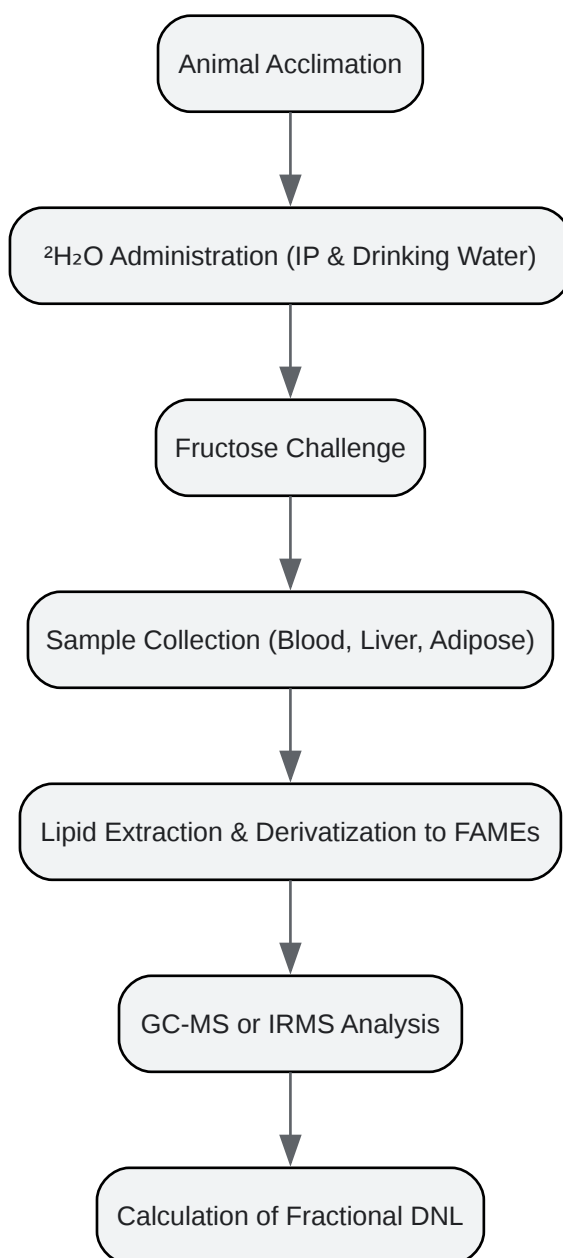 Animal Acclimation
²H₂O Administration (IP & Drinking Water)
Fructose Challenge
Sample Collection (Blood, Liver, Adipose)
Lipid Extraction & Derivatization to FAMEs
GC-MS or IRMS Analysis
Calculation of Fractional DNL